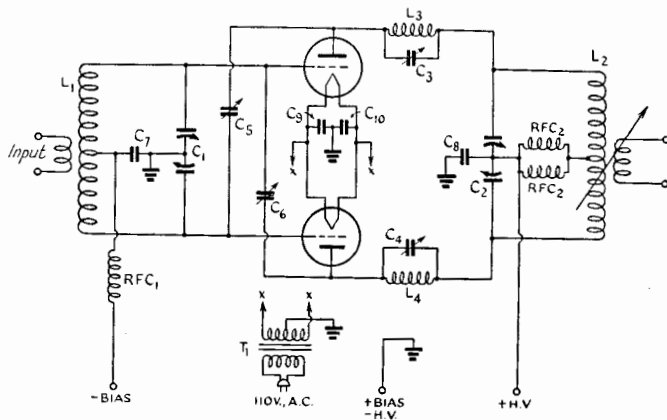 L1
Input
C7
C1
C5
C6
RFC1
-BIAS
C9
C10
x
x
L3
C3
C4
L4
C8
C2
RFC2
RFC2
L2
x
x
T1
110V., A.C.
+BIAS
-H.V.
+H.V